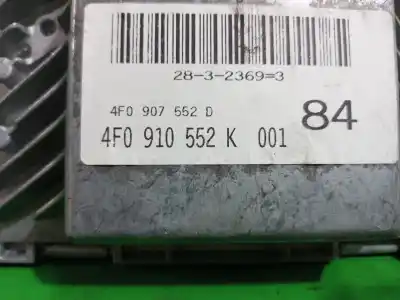 28-3-2369=3
4F0 907 552 D
84
4F0 910 552 K 001